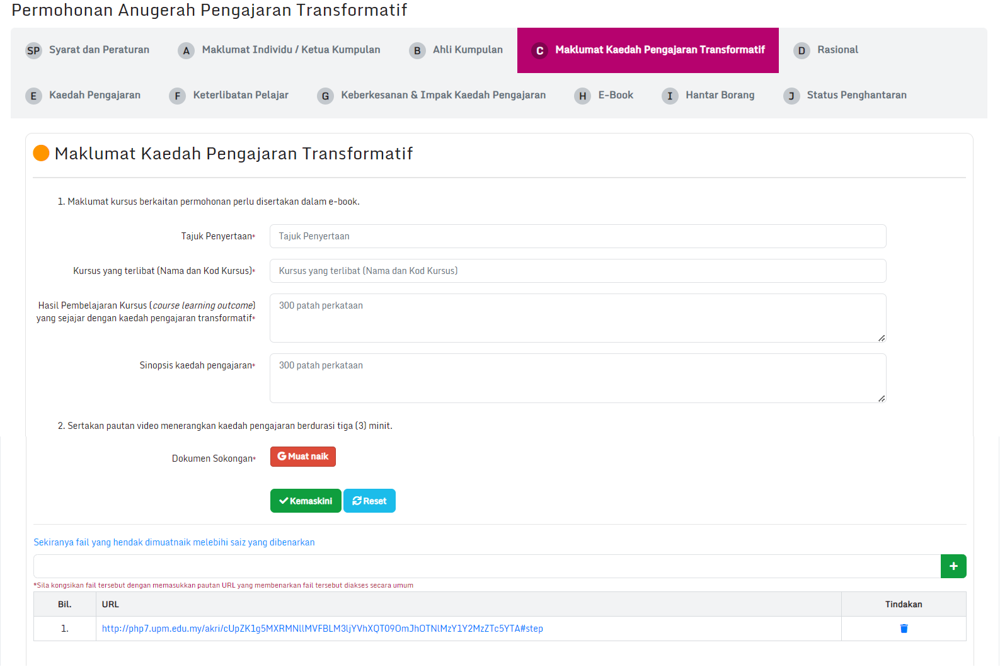 Permohonan Anugerah Pengajaran Transformatif
SP Syarat dan Peraturan A Maklumat Individu / Ketua Kumpulan B Ahli Kumpulan C Maklumat Kaedah Pengajaran Transformatif D Rasional
E Kaedah Pengajaran F Keterlibatan Pelajar G Keberkesanan & Impak Kaedah Pengajaran H E-Book I Hantar Borang J Status Penghantaran
Maklumat Kaedah Pengajaran Transformatif
1. Maklumat kursus berkaitan permohonan perlu disertakan dalam e-book.
Tajuk Penyertaan* Tajuk Penyertaan
Kursus yang terlibat (Nama dan Kod Kursus)* Kursus yang terlibat (Nama dan Kod Kursus)
Hasil Pembelajaran Kursus (course learning outcome) 300 patah perkataan
yang sejajar dengan kaedah pengajaran transformatif*
Sinopsis kaedah pengajaran* 300 patah perkataan
2. Sertakan pautan video menerangkan kaedah pengajaran berdurasi tiga (3) minit.
Dokumen Sokongan* G Muat naik
Kemaskini Reset
Sekiranya fail yang hendak dimuatnaik melebihi saiz yang dibenarkan
+
*Sila kongsikan fail tersebut dengan memasukkan pautan URL yang membenarkan fail tersebut diakses secara umum
Bil. URL Tindakan
1. http://php7.upm.edu.my/akri/cUpZK1g5MXRMNllMVFBLM3ljYVhXQT09OmJhOTNlMzY1Y2MzZTc5YTA#step